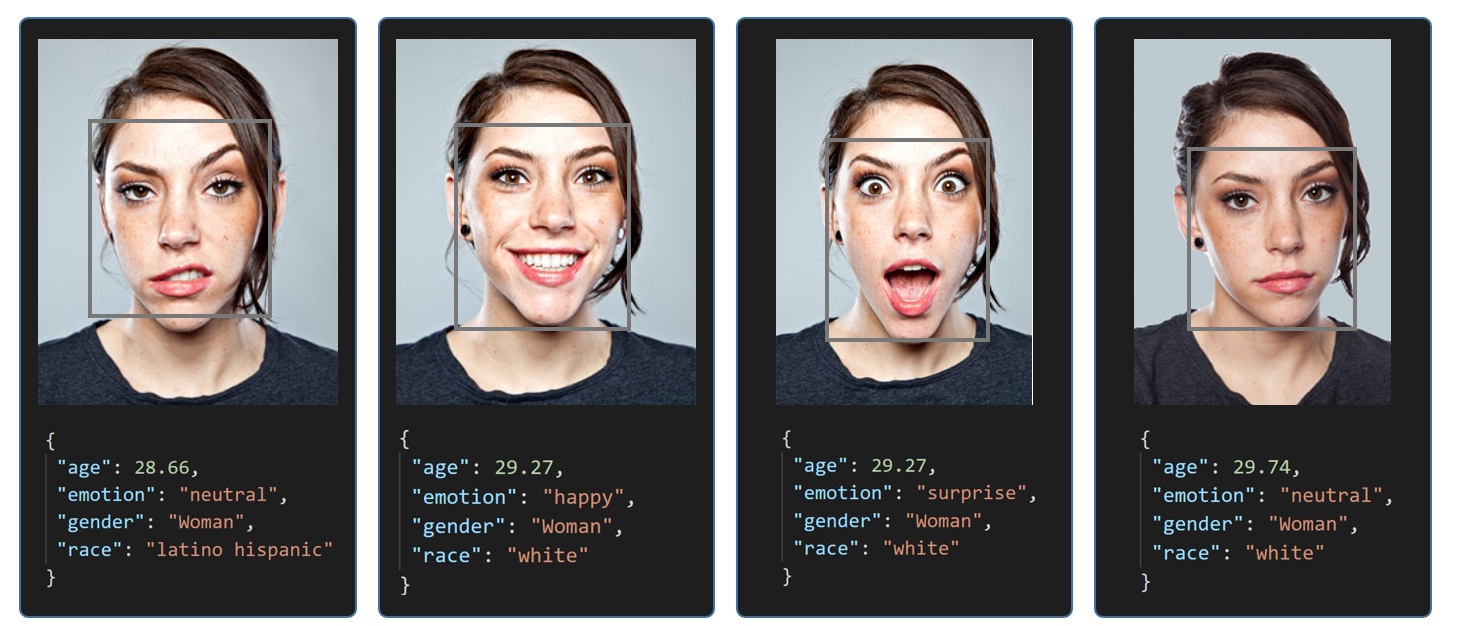 {
"age": 28.66,
"emotion": "neutral",
"gender": "Woman",
"race": "latino hispanic"
}
{
"age": 29.27,
"emotion": "happy",
"gender": "Woman",
"race": "white"
}
{
"age": 29.27,
"emotion": "surprise",
"gender": "Woman",
"race": "white"
}
{
"age": 29.74,
"emotion": "neutral",
"gender": "Woman",
"race": "white"
}